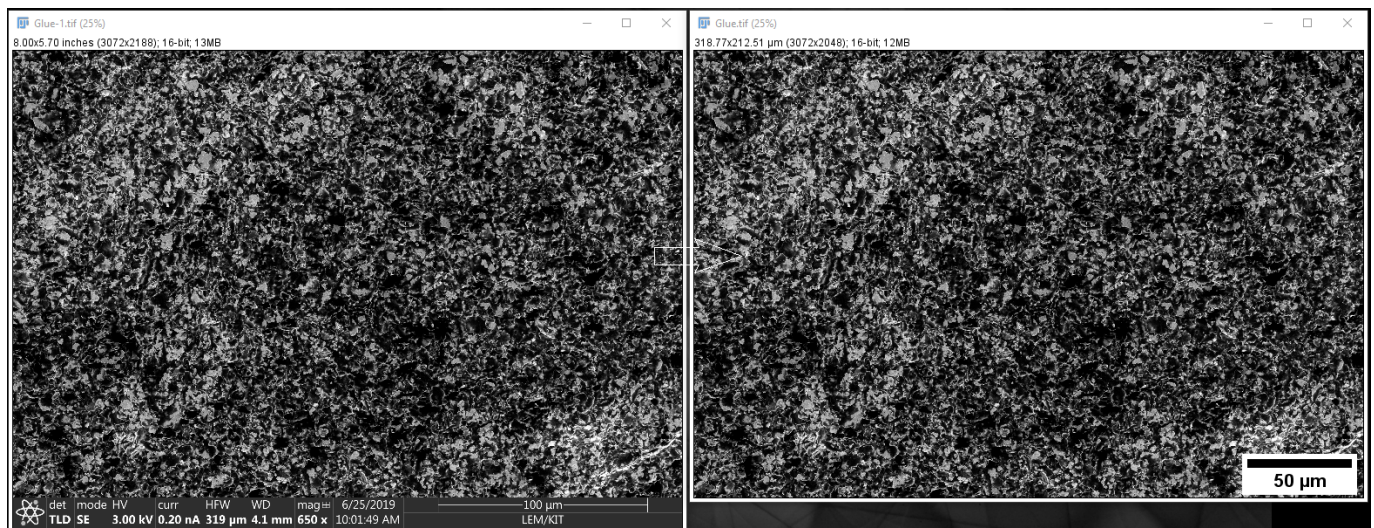 Glue-1.tif (25%)
8.00x5.70 inches (3072x2188); 16-bit; 13MB
det mode HV curr HFW WD mag 6/25/2019 100 µm
TLD SE 3.00 kV 0.20 nA 319 µm 4.1 mm 650 x 10:01:49 AM LEM/KIT
Glue.tif (25%)
318.77x212.51 µm (3072x2048); 16-bit; 12MB
50 µm